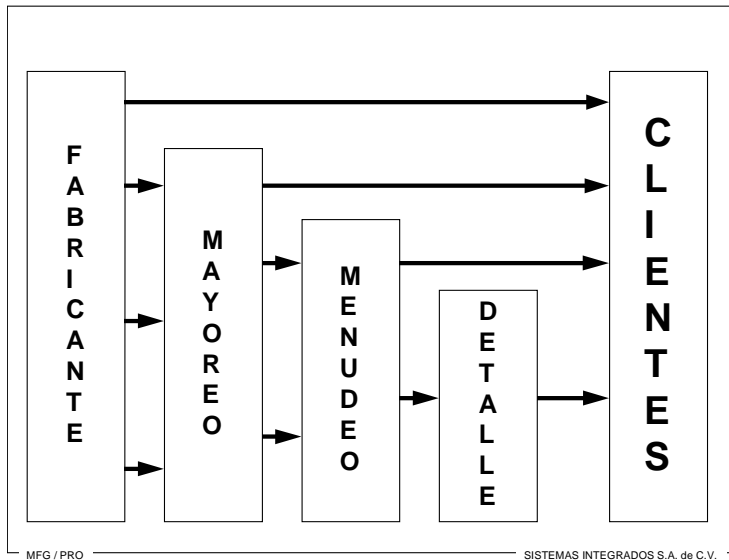 FABRICANTE
MAYOREO
MENUDEO
DETALLE
CLIENTES
MFG / PRO
SISTEMAS INTEGRADOS S.A. de C.V.